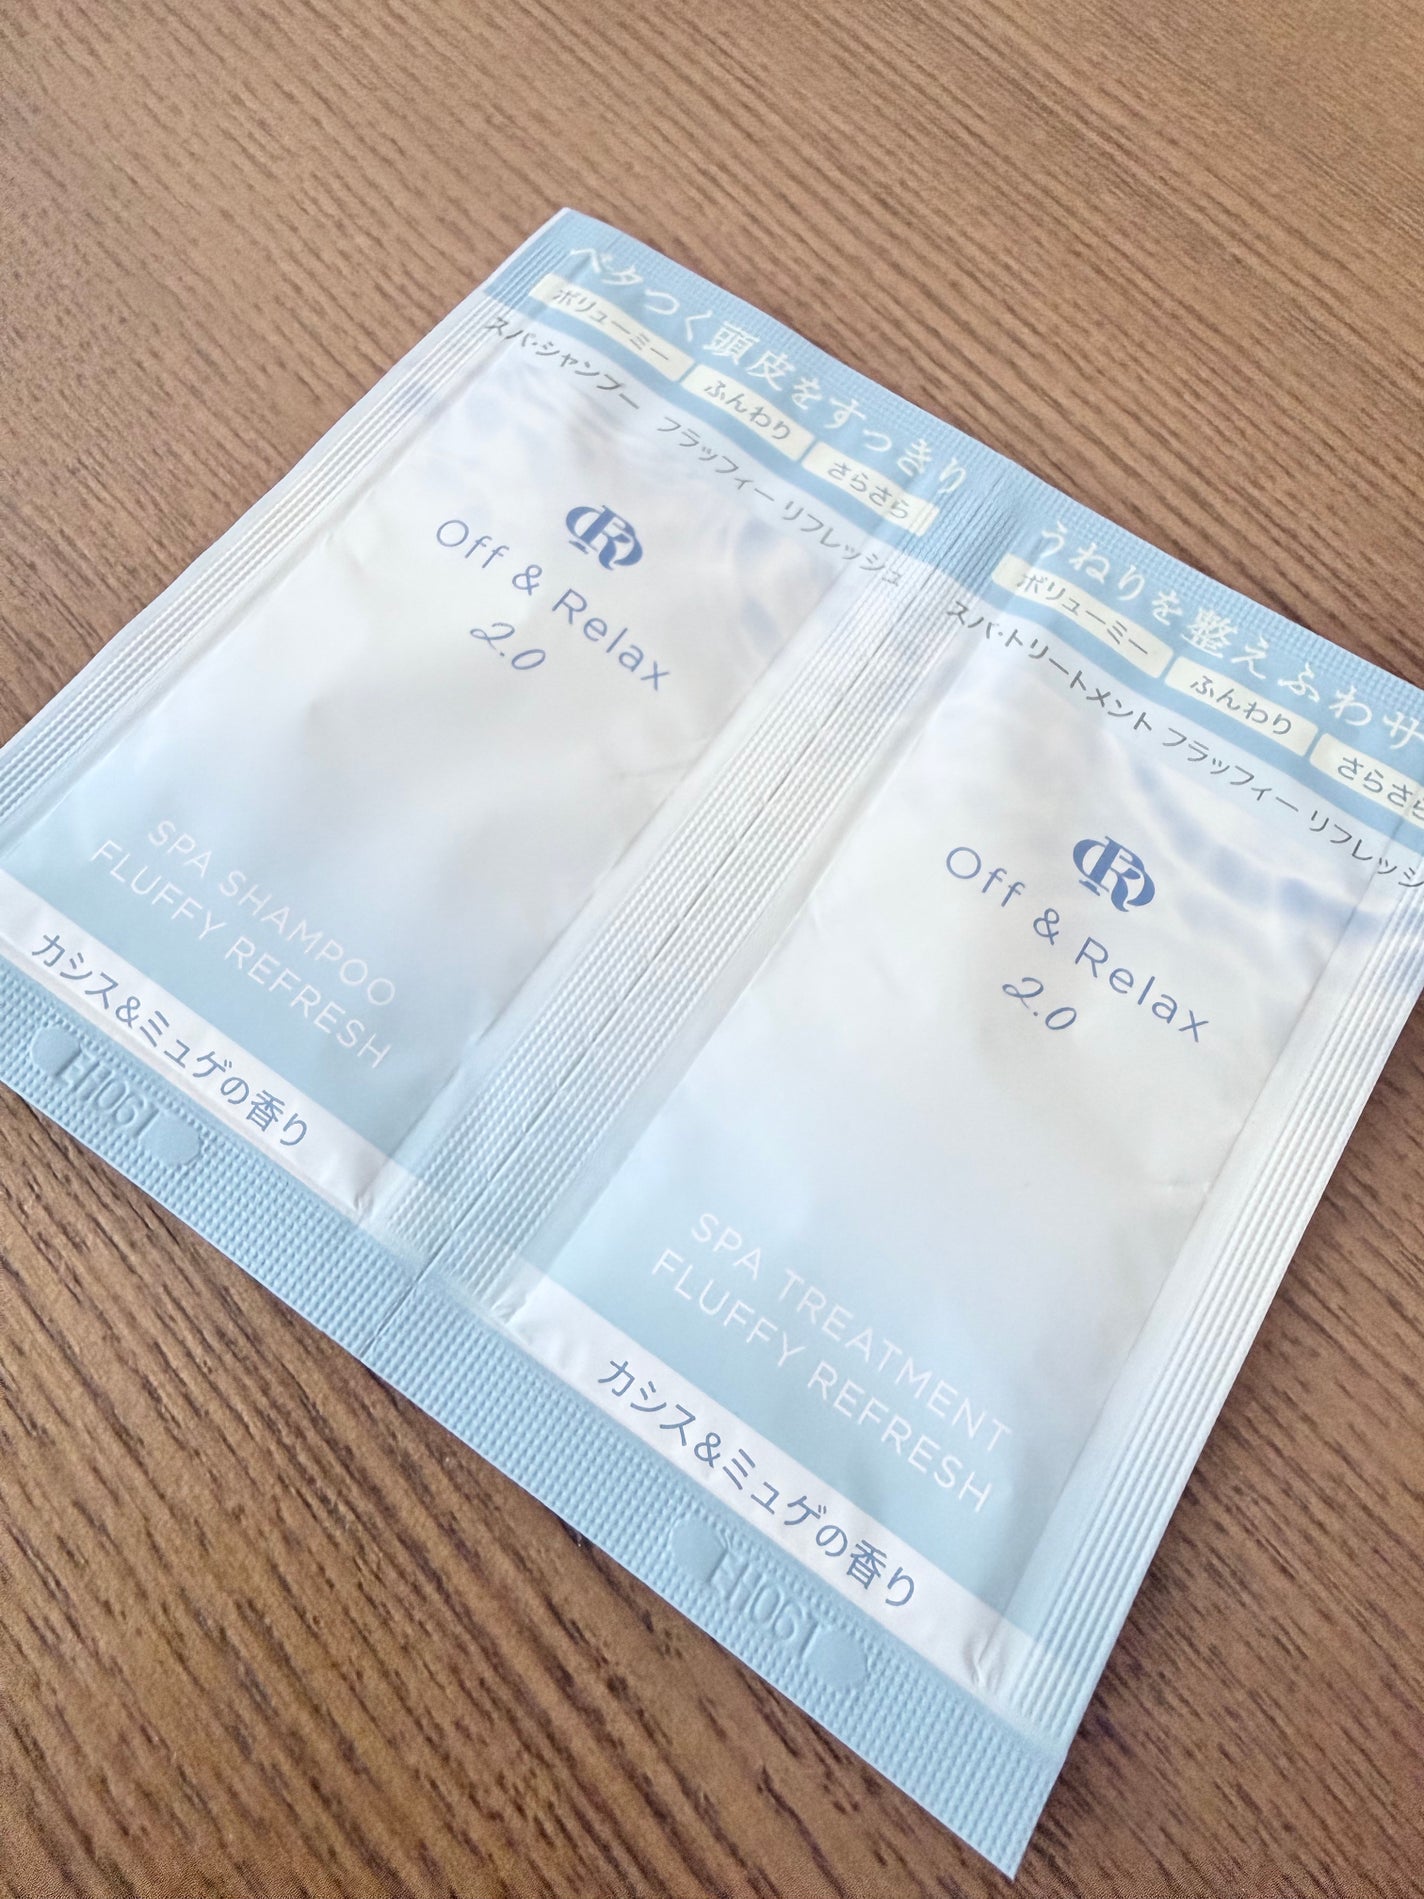 ベタつく頭皮をすっきり
ボリューミー ふんわり さらさら
スパ・シャンプー フラッフィー リフレッシュ
Off & Relax
2.0
SPA SHAMPOO
FLUFFY REFRESH
カシス&ミュゲの香り
うねりを整えふわサ
ボリューミー ふんわり さらさら
スパ・トリートメント フラッフィー リフレッシ
Off & Relax
2.0
SPA TREATMENT
FLUFFY REFRESH
カシス&ミュゲの香り